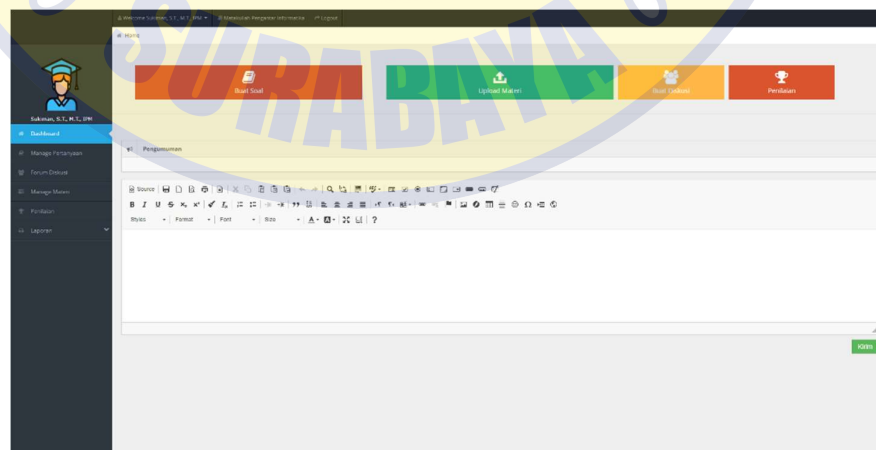 Welcome Sukiman, S.T., M.T., IPM Matakuliah Pengantar Informatika Logout
Home
SURABAYA
Buat Soal Upload Materi Buat Diskusi Penilaian
Sukiman, S.T., M.T., IPM
Dashboard
Manage Pertanyaan
Forum Diskusi
Manage Materi
Penilaian
Laporan
Pengumuman
Source
Styles Format Font Size
Kirim